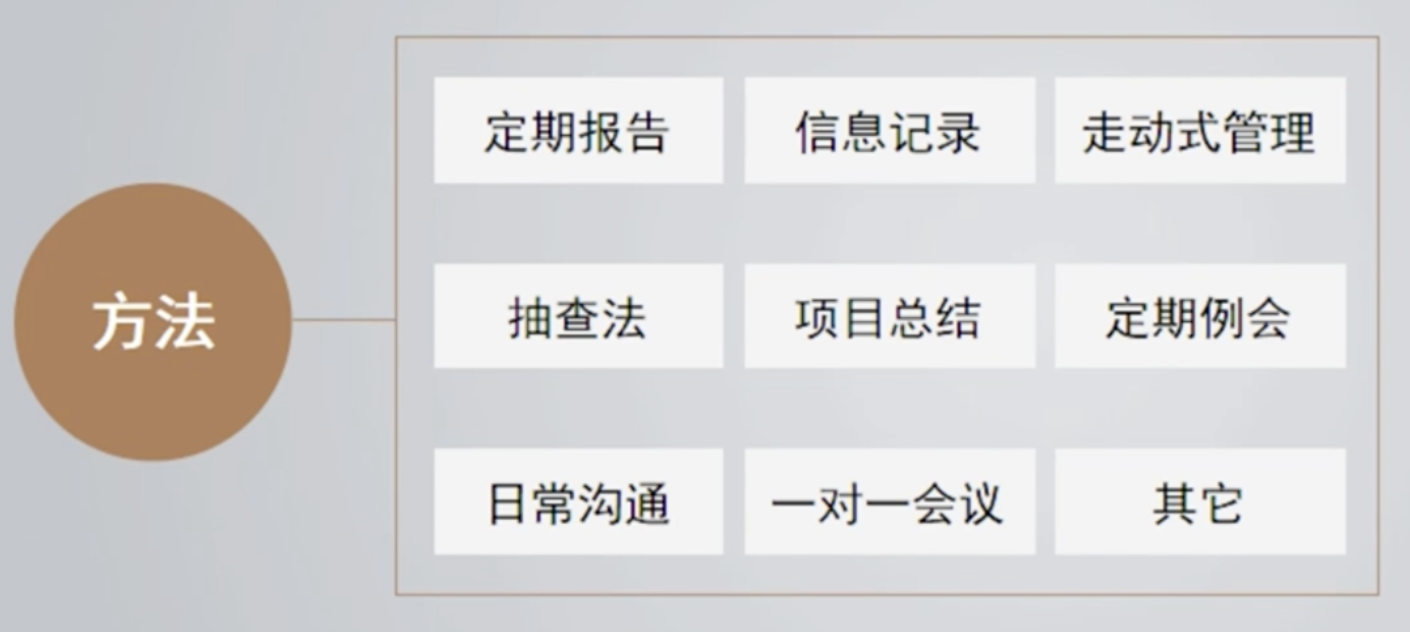 方法
定期报告
信息记录
走动式管理
抽查法
项目总结
定期例会
日常沟通
一对一会议
其它